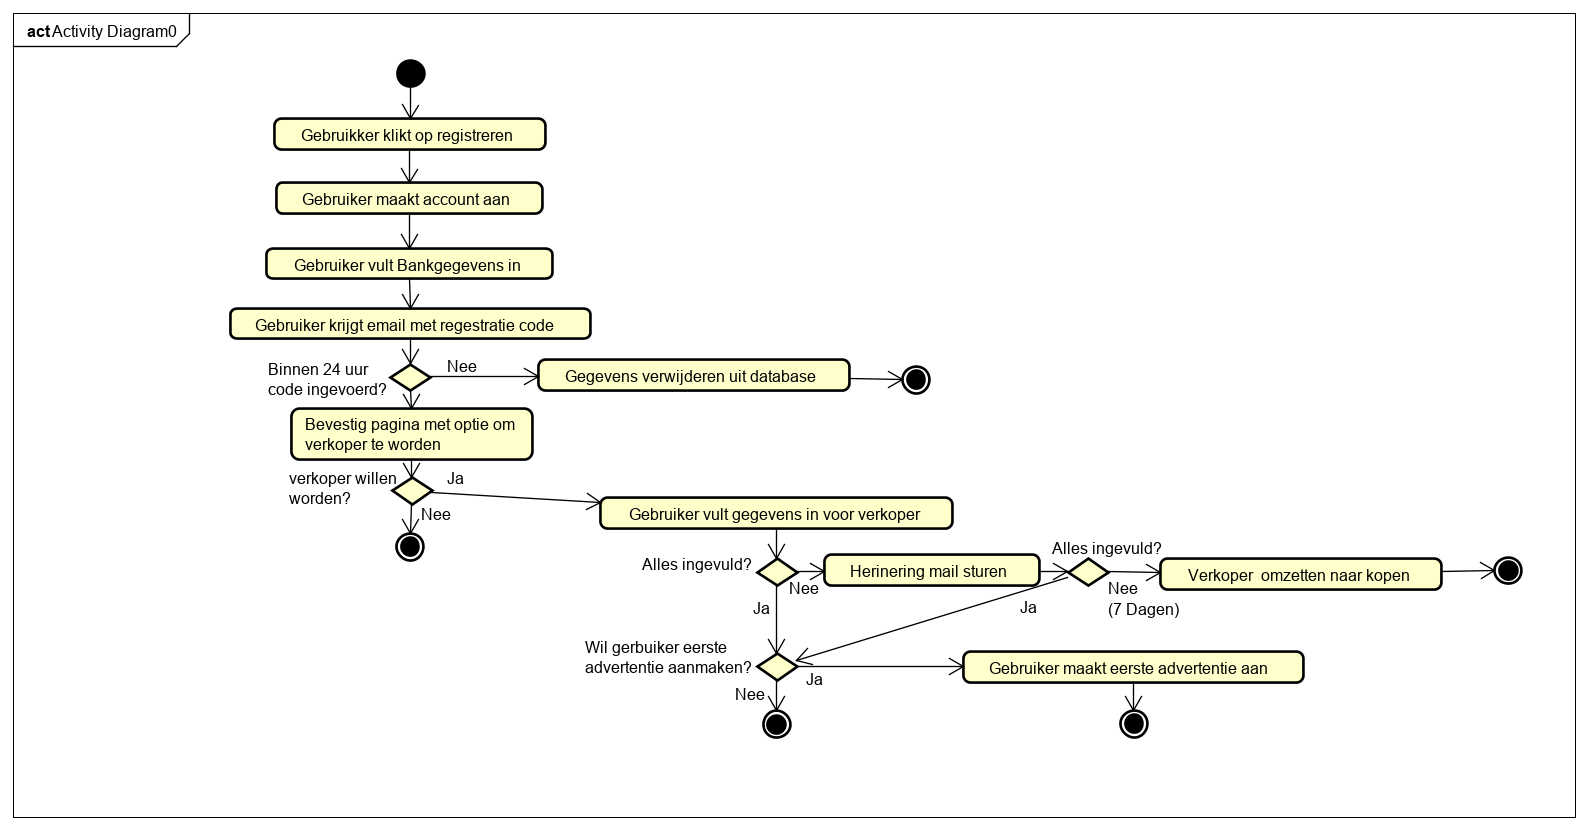 act Activity Diagram0
Gebruikker klikt op registreren
Gebruiker maakt account aan
Gebruiker vult Bankgegevens in
Gebruiker krijgt email met regestratie code
Binnen 24 uur
code ingevoerd?
Nee
Gegevens verwijderen uit database
Bevestig pagina met optie om
verkoper te worden
verkoper willen
worden?
Ja
Nee
Gebruiker vult gegevens in voor verkoper
Alles ingevuld?
Nee
Herinering mail sturen
Alles ingevuld?
Nee
(7 Dagen)
Verkoper  omzetten naar kopen
Ja
Ja
Wil gerbuiker eerste
advertentie aanmaken?
Ja
Nee
Gebruiker maakt eerste advertentie aan